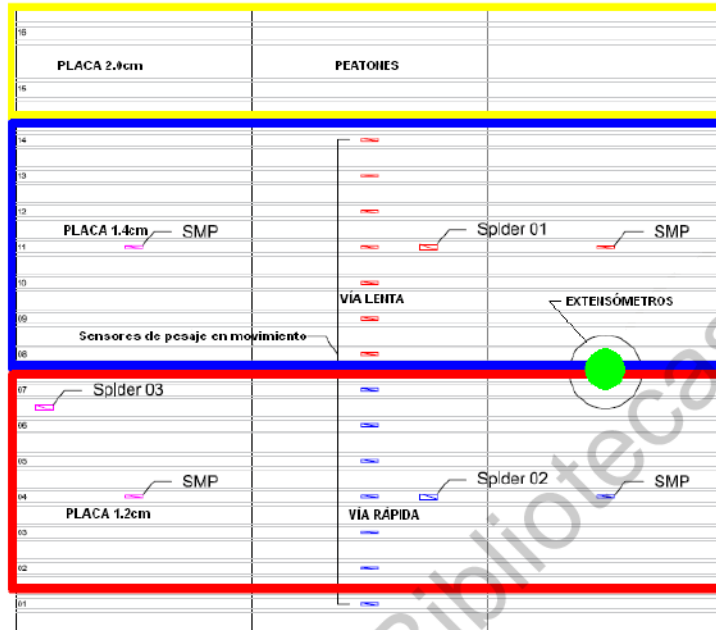 16
PLACA 2.0cm PEATONES
15
14
13
12
PLACA 1.4cm SMP Spider 01 SMP
11
10
VÍA LENTA EXTENSÓMETROS
09
Sensores de pesaje en movimiento
08
07 Spider 03
06
05
SMP Spider 02 SMP
04
PLACA 1.2cm VÍA RÁPIDA
03
02
01
Bibliotecas